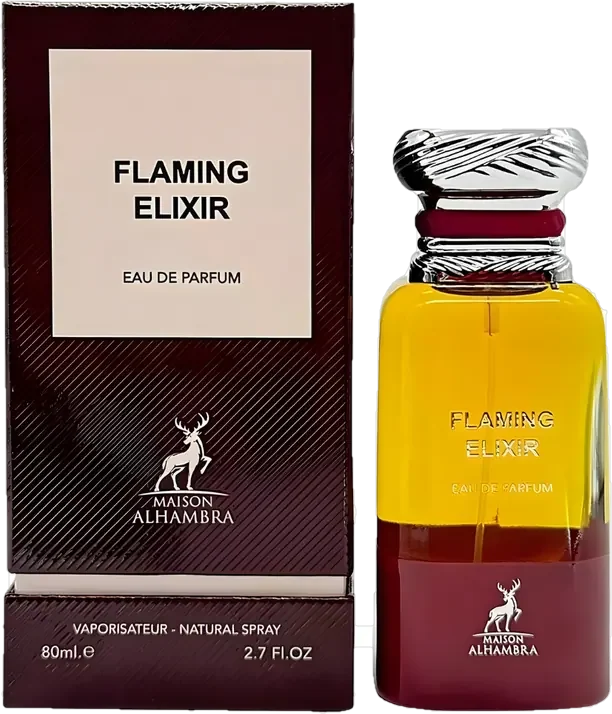 FLAMING
ELIXIR
EAU DE PARFUM
MAISON
ALHAMBRA
VAPORISATEUR - NATURAL SPRAY
80ml.e 2.7 Fl.OZ
FLAMING
ELIXIR
EAU DE PARFUM
MAISON
ALHAMBRA